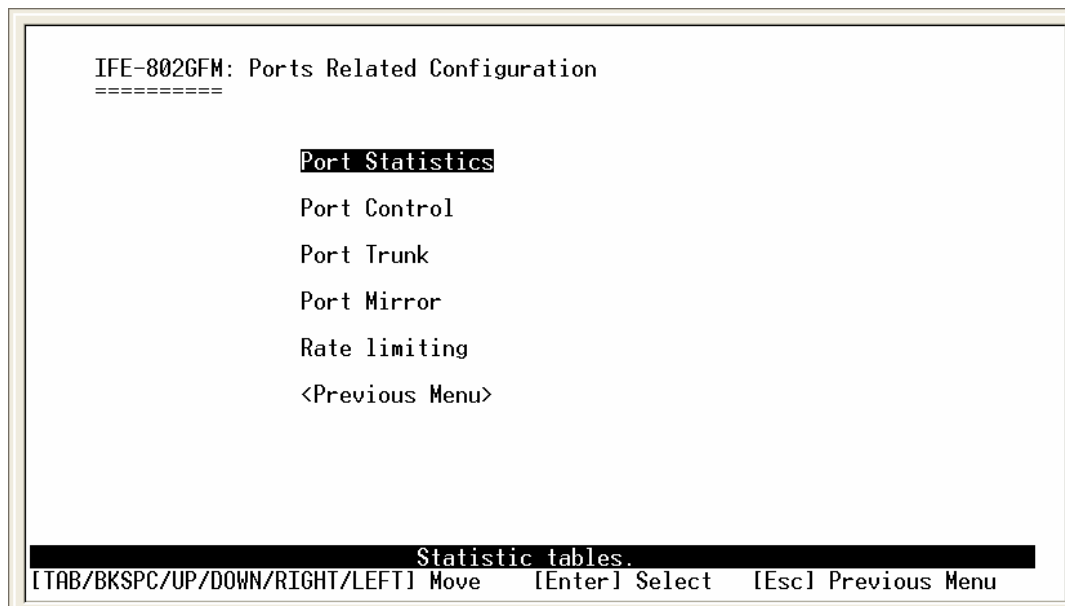 IFE-802GFM: Ports Related Configuration
==========
Port Statistics
Port Control
Port Trunk
Port Mirror
Rate limiting
<Previous Menu>
Statistic tables.
[TAB/BKSPC/UP/DOWN/RIGHT/LEFT] Move [Enter] Select [Esc] Previous Menu